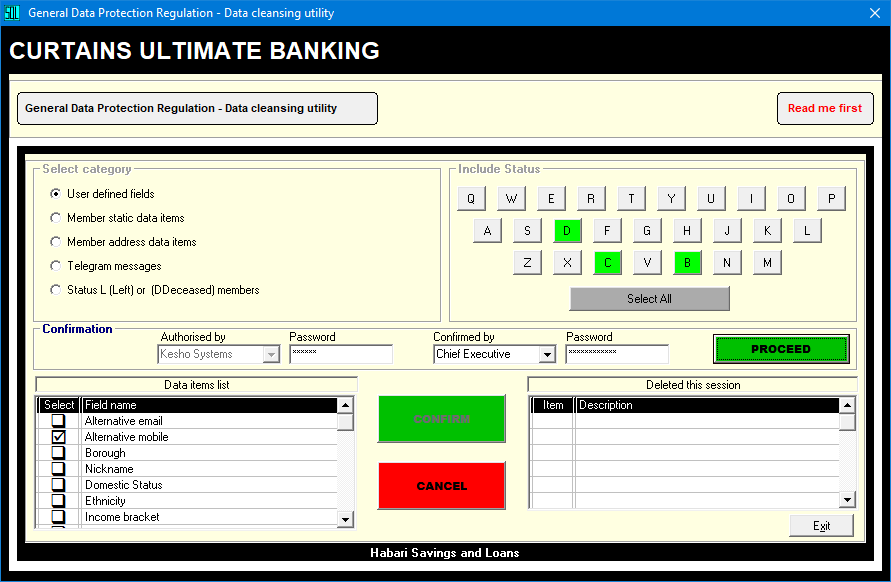 General Data Protection Regulation - Data cleansing utility
CURTAINS ULTIMATE BANKING
General Data Protection Regulation - Data cleansing utility
Read me first
Select category
User defined fields
Member static data items
Member address data items
Telegram messages
Status L (Left) or (DDeceased) members
Include Status
Q W E R T Y U I O P
A S D F G H J K L
Z X C V B N M
Select All
Confirmation
Authorised by
Password
Confirmed by
Password
Kesho Systems
xxxxxx
Chief Executive
xxxxxxxxxxxx
PROCEED
Data items list
Select Field name
Alternative email
Alternative mobile
Borough
Nickname
Domestic Status
Ethnicity
Income bracket
CONFIRM
CANCEL
Deleted this session
Item Description
Exit
Habari Savings and Loans